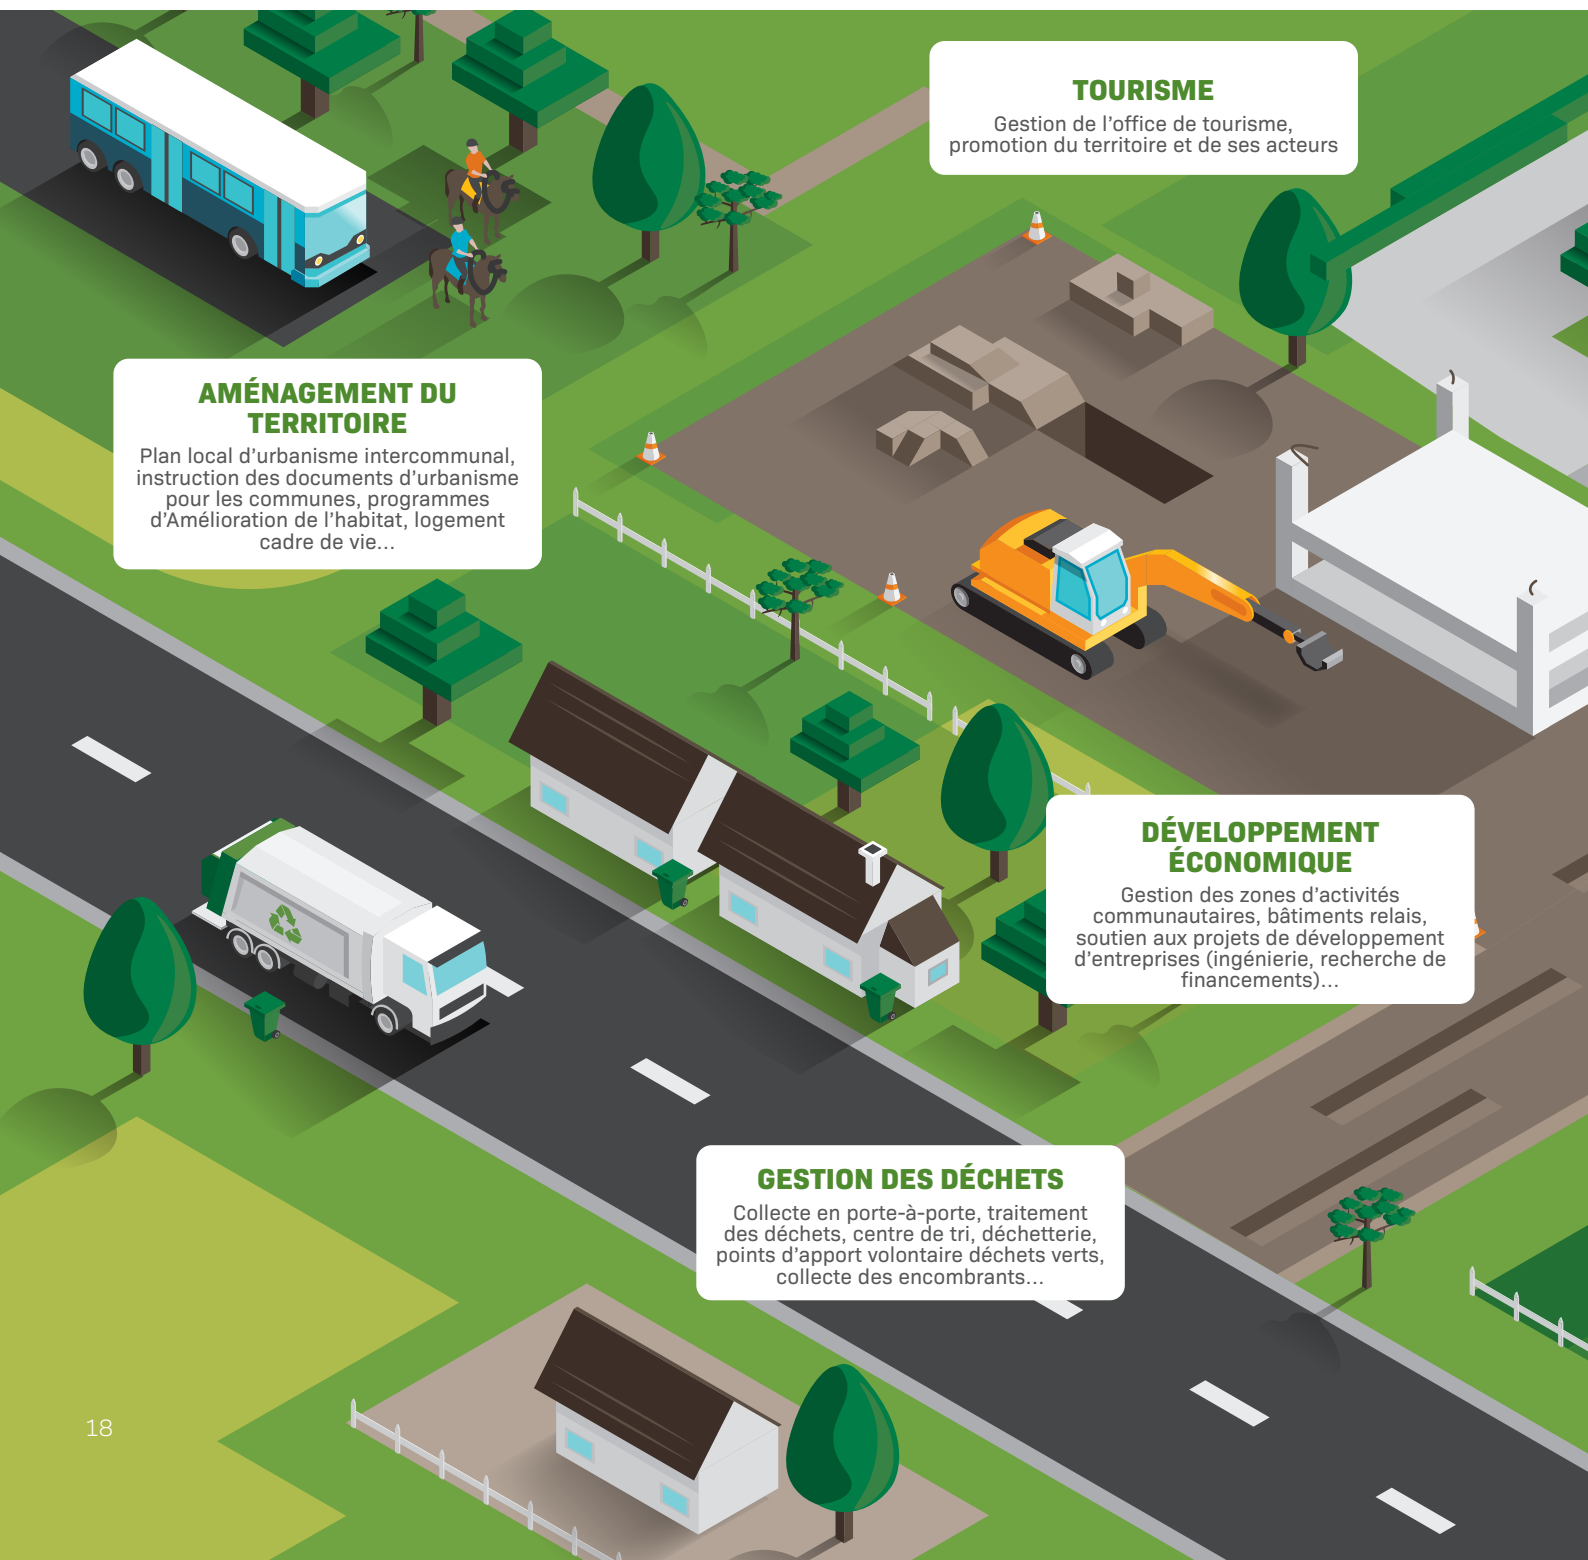 TOURISME
Gestion de l'office de tourisme,
promotion du territoire et de ses acteurs
AMÉNAGEMENT DU
TERRITOIRE
Plan local d'urbanisme intercommunal,
instruction des documents d'urbanisme
pour les communes, programmes
d'Amélioration de l'habitat, logement
cadre de vie...
DÉVELOPPEMENT
ÉCONOMIQUE
Gestion des zones d'activités
communautaires, bâtiments relais,
soutien aux projets de développement
d'entreprises (ingénierie, recherche de
financements)...
GESTION DES DÉCHETS
Collecte en porte-à-porte, traitement
des déchets, centre de tri, déchetterie,
points d'apport volontaire déchets verts,
collecte des encombrants...
18